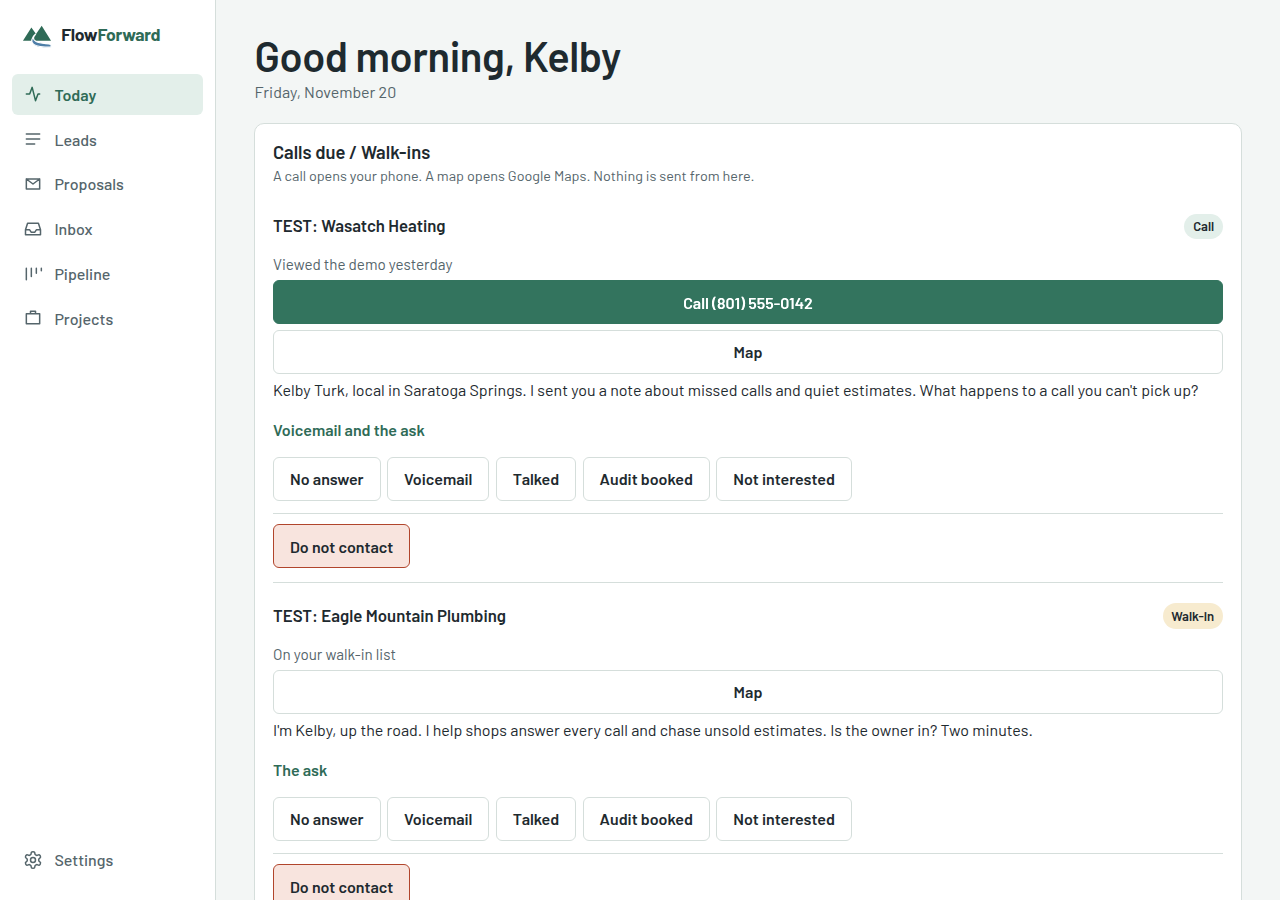 FlowForward
Today
Leads
Proposals
Inbox
Pipeline
Projects
Settings
Good morning, Kelby
Friday, November 20
Calls due / Walk-ins
A call opens your phone. A map opens Google Maps. Nothing is sent from here.
TEST: Wasatch Heating
Call
Viewed the demo yesterday
Call (801) 555-0142
Map
Kelby Turk, local in Saratoga Springs. I sent you a note about missed calls and quiet estimates. What happens to a call you can't pick up?
Voicemail and the ask
No answer Voicemail Talked Audit booked Not interested
Do not contact
TEST: Eagle Mountain Plumbing
Walk-in
On your walk-in list
Map
I'm Kelby, up the road. I help shops answer every call and chase unsold estimates. Is the owner in? Two minutes.
The ask
No answer Voicemail Talked Audit booked Not interested
Do not contact